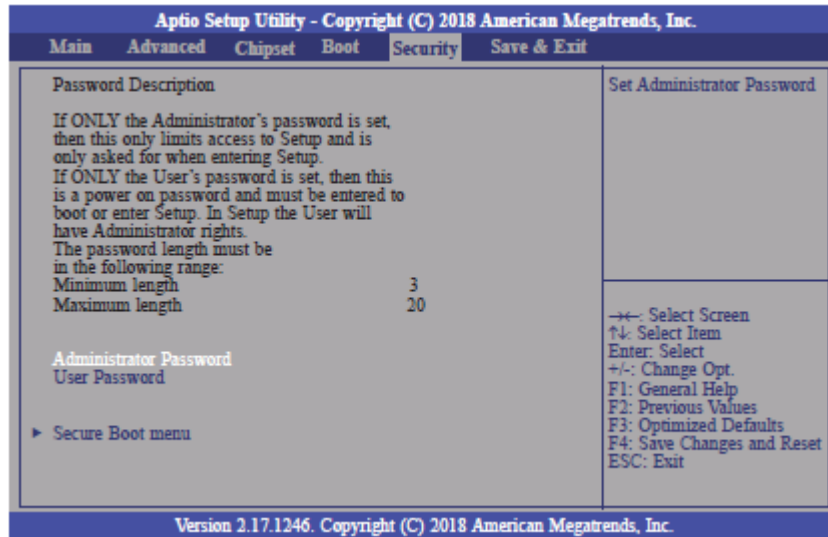 Aptio Setup Utility - Copyright (C) 2018 American Megatrends, Inc.
Main Advanced Chipset Boot Security Save & Exit
Password Description
If ONLY the Administrator's password is set,
then this only limits access to Setup and is
only asked for when entering Setup.
If ONLY the User's password is set, then this
is a power on password and must be entered to
boot or enter Setup. In Setup the User will
have Administrator rights.
The password length must be
in the following range:
Minimum length 3
Maximum length 20
Administrator Password
User Password
► Secure Boot menu
Set Administrator Password
→←: Select Screen
↑↓: Select Item
Enter: Select
+/-: Change Opt.
F1: General Help
F2: Previous Values
F3: Optimized Defaults
F4: Save Changes and Reset
ESC: Exit
Version 2.17.1246. Copyright (C) 2018 American Megatrends, Inc.